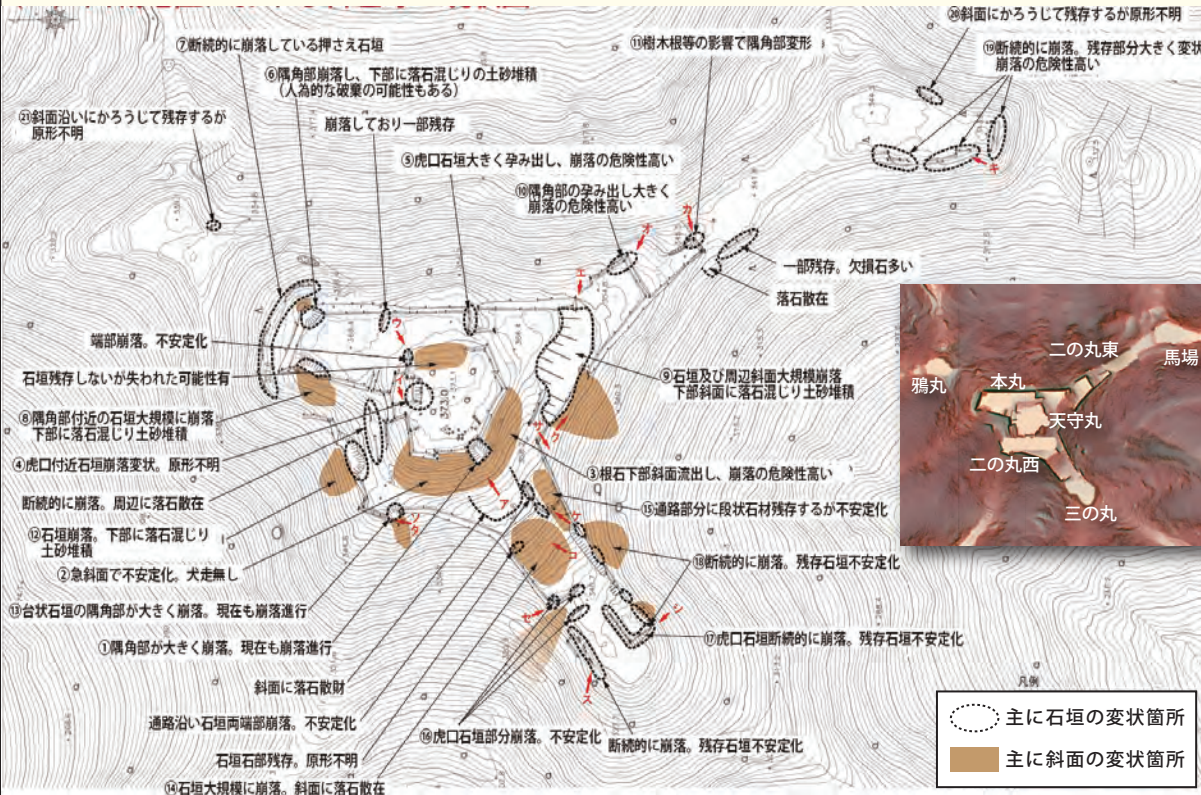 ⑳斜面にかろうじて残存するが原形不明
⑦断続的に崩落している押さえ石垣
⑪樹木根等の影響で隅角部変形
⑲断続的に崩落。残存部分大きく変状
崩落の危険性高い
⑥隅角部崩落し、下部に落石混じりの土砂堆積
(人為的な破棄の可能性もある)
㉑斜面沿いにかろうじて残存するが
原形不明
崩落しており一部残存
⑤虎口石垣大きく孕み出し、崩落の危険性高い
⑩隅角部の孕み出し大きく
崩落の危険性高い
キ
カ
オ
一部残存。欠損石多い
エ
落石散在
ウ
端部崩落。不安定化
イ
石垣残存しないが失われた可能性有
573.0
⑨石垣及び周辺斜面大規模崩落
下部斜面に落石混じり土砂堆積
⑧隅角部付近の石垣大規模に崩落
下部に落石混じり土砂堆積
サ
ク
④虎口付近石垣崩落変状。原形不明
③根石下部斜面流出し、崩落の危険性高い
断続的に崩落。周辺に落石散在
ア
⑮通路部分に段状石材残存するが不安定化
⑫石垣崩落。下部に落石混じり
土砂堆積
ソ
タ
ケ
コ
⑱断続的に崩落。残存石垣不安定化
②急斜面で不安定化。犬走無し
⑬台状石垣の隅角部が大きく崩落。現在も崩落進行
セ
シ
①隅角部が大きく崩落。現在も崩落進行
⑰虎口石垣断続的に崩落。残存石垣不安定化
斜面に落石散財
ス
通路沿い石垣両端部崩落。不安定化
⑯虎口石垣部分崩落。不安定化
断続的に崩落。残存石垣不安定化
石垣石部残存。原形不明
⑭石垣大規模に崩落。斜面に落石散在
二の丸東
馬場
鴉丸
本丸
天守丸
二の丸西
三の丸
凡例
主に石垣の変状箇所
主に斜面の変状箇所